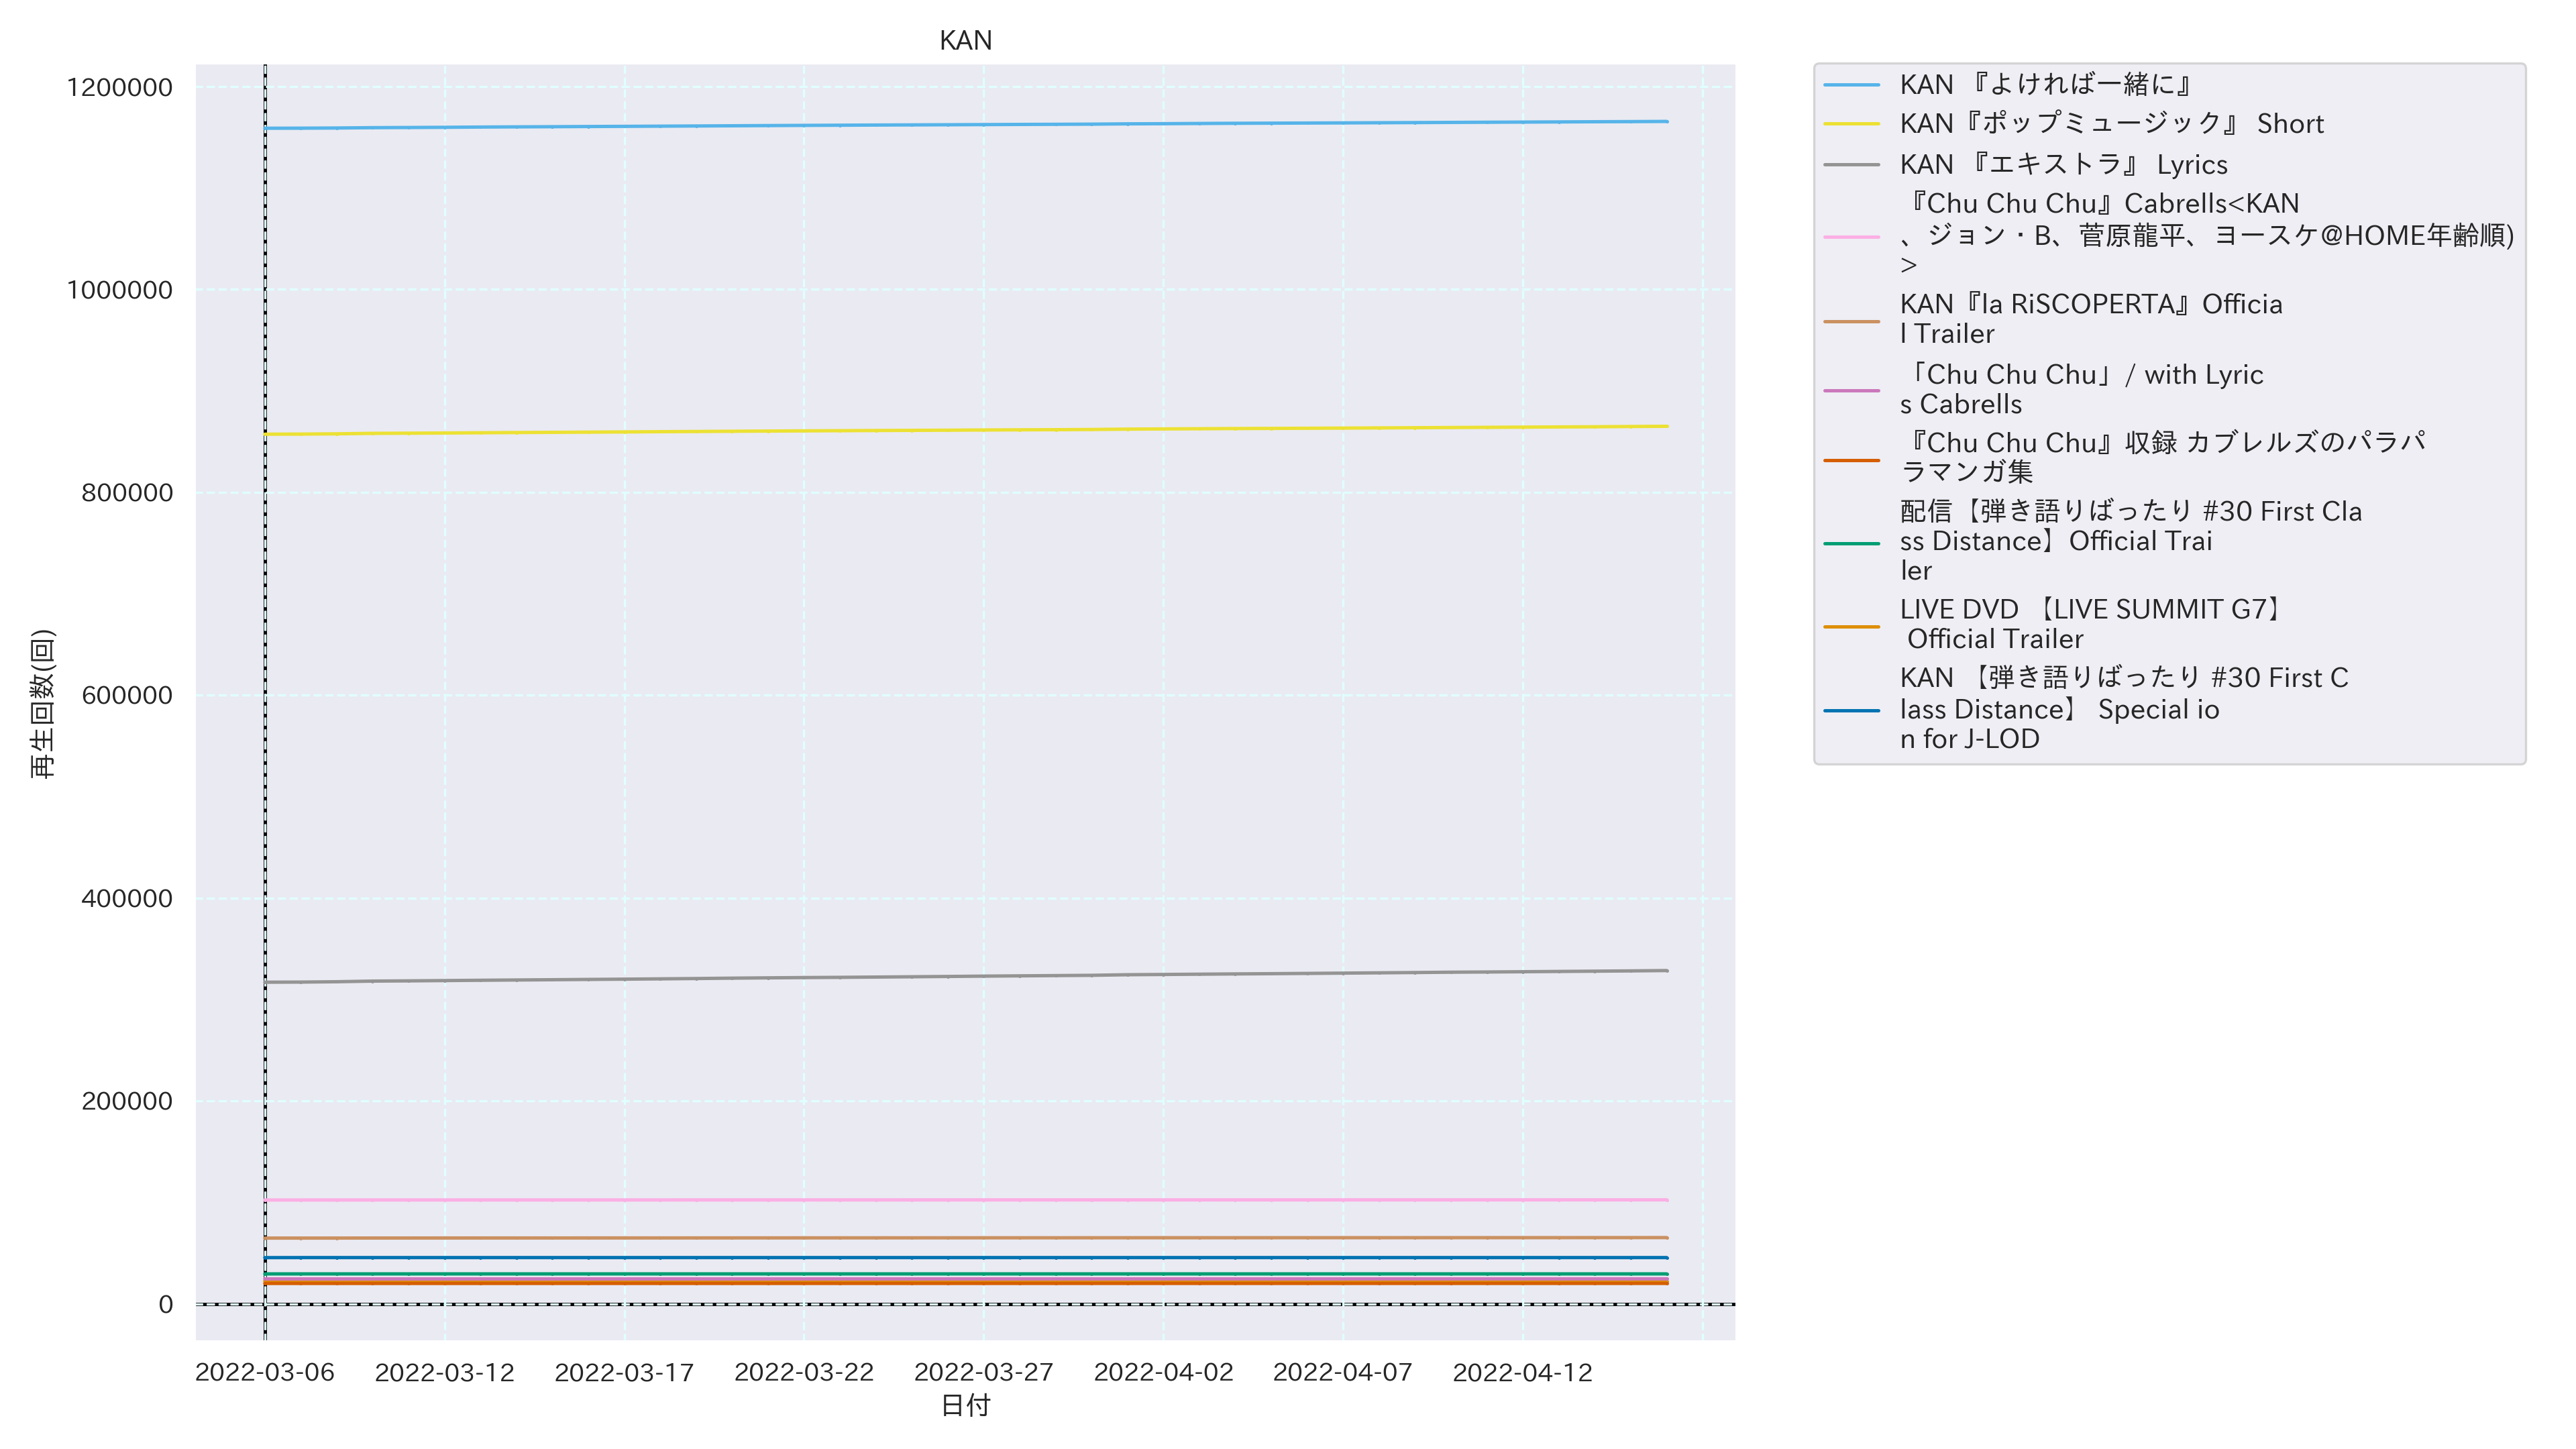 KAN
1200000
1000000
800000
600000
400000
200000
0
再生回数(回)
2022-03-06
2022-03-12
2022-03-17
2022-03-22
2022-03-27
2022-04-02
2022-04-07
2022-04-12
日付
KAN 『よければ一緒に』
KAN『ポップミュージック』 Short
KAN 『エキストラ』 Lyrics
『Chu Chu Chu』Cabrells<KAN
、ジョン・B、菅原龍平、ヨースケ@HOME年齢順)
>
KAN『la RiSCOPERTA』Officia
l Trailer
「Chu Chu Chu」/ with Lyric
s Cabrells
『Chu Chu Chu』収録 カブレルズのパラパ
ラマンガ集
配信【弾き語りばったり #30 First Cla
ss Distance】Official Trai
ler
LIVE DVD 【LIVE SUMMIT G7】
Official Trailer
KAN 【弾き語りばったり #30 First C
lass Distance】 Special io
n for J-LOD